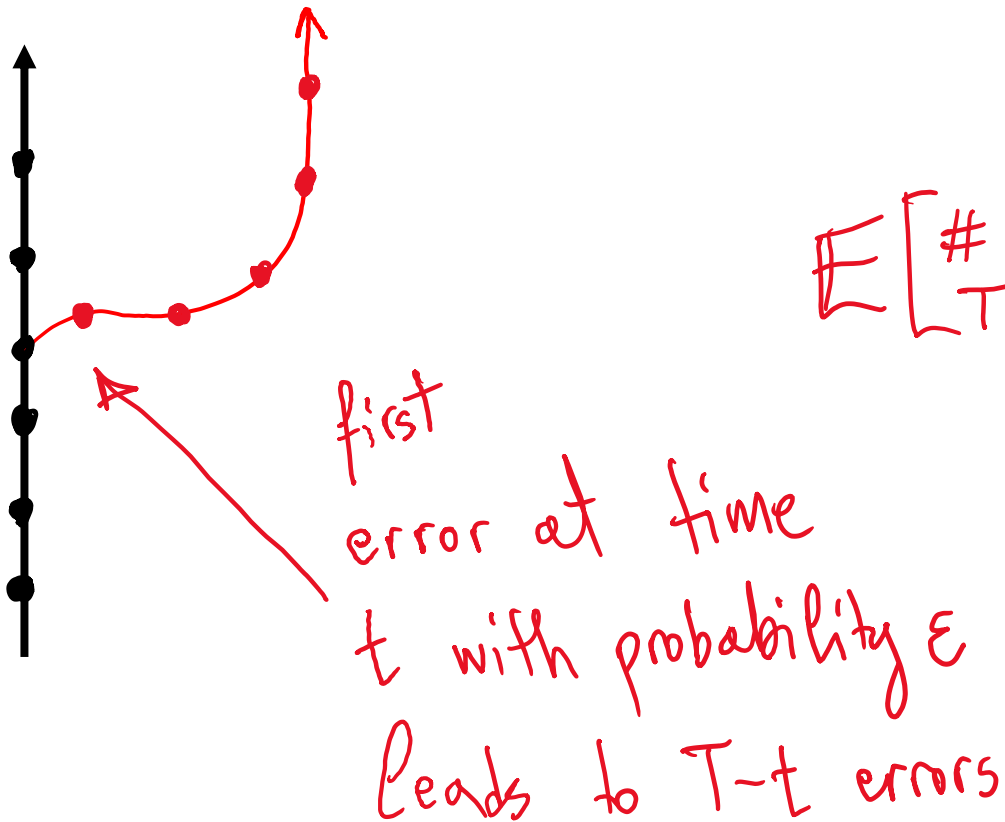 E[#
T
first
error at time
t with probability ε
leads to T-t errors